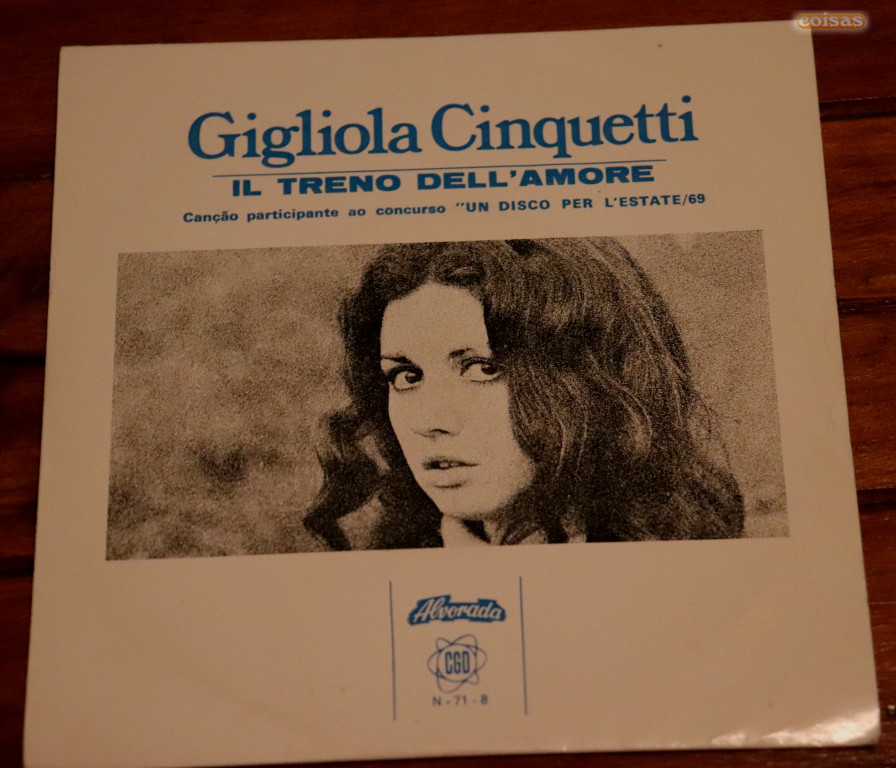 coisas
Gigliola Cinquetti
IL TRENO DELL'AMORE
Canção participante ao concurso "UN DISCO PER L'ESTATE/69
Alvorada
CGD
N - 71 - 8